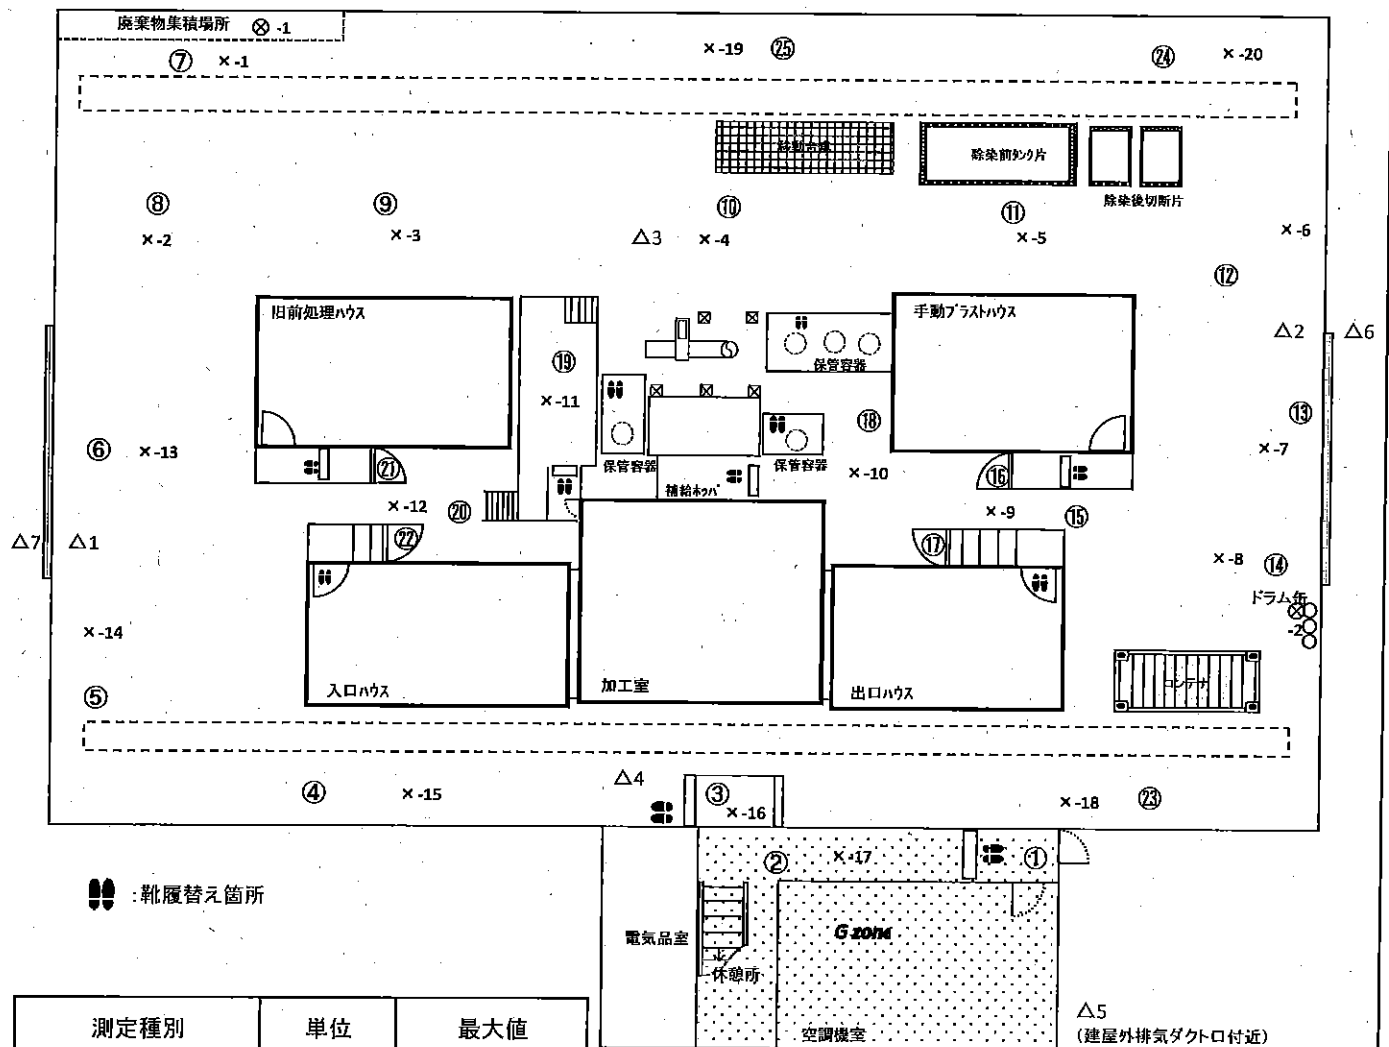 廃棄物集積場所 ⊗ -1
⑦ ×-1
×-19 ㉕
㉔ ×-20
除染前タンク片
除染後切断片
⑧
×-2
⑨
×-3
△3
⑩
×-4
⑪
×-5
×-6
⑫
旧前処理ハウス
手動ブラストハウス
△2 △6
⑲
×-11
保管容器
⑱
⑬
×-7
⑥ ×-13
㉑
保管容器
保管容器
補給ホッパ
×-10
⑯
×-12
⑳
㉒
×-9
⑮
⑰
△7 △1
×-8 ⑭
ドラム缶
⊗
-2
×-14
⑤
入口ハウス
加工室
出口ハウス
コンテナ
④ ×-15
△4
③
×-16
×-18 ㉓
② ×-17
①
:靴履替え箇所
電気品室
G zone
休憩所
空調機室
△5
(建屋外排気ダクト口付近)
測定種別 単位 最大値